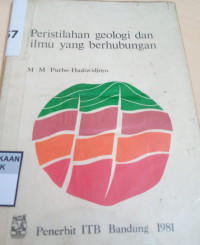 57
Peristilahan geologi dan
ilmu yang berhubungan
M M Purbo-Hadiwidjoyo
KAAN
K
Penerbit ITB Bandung 1981